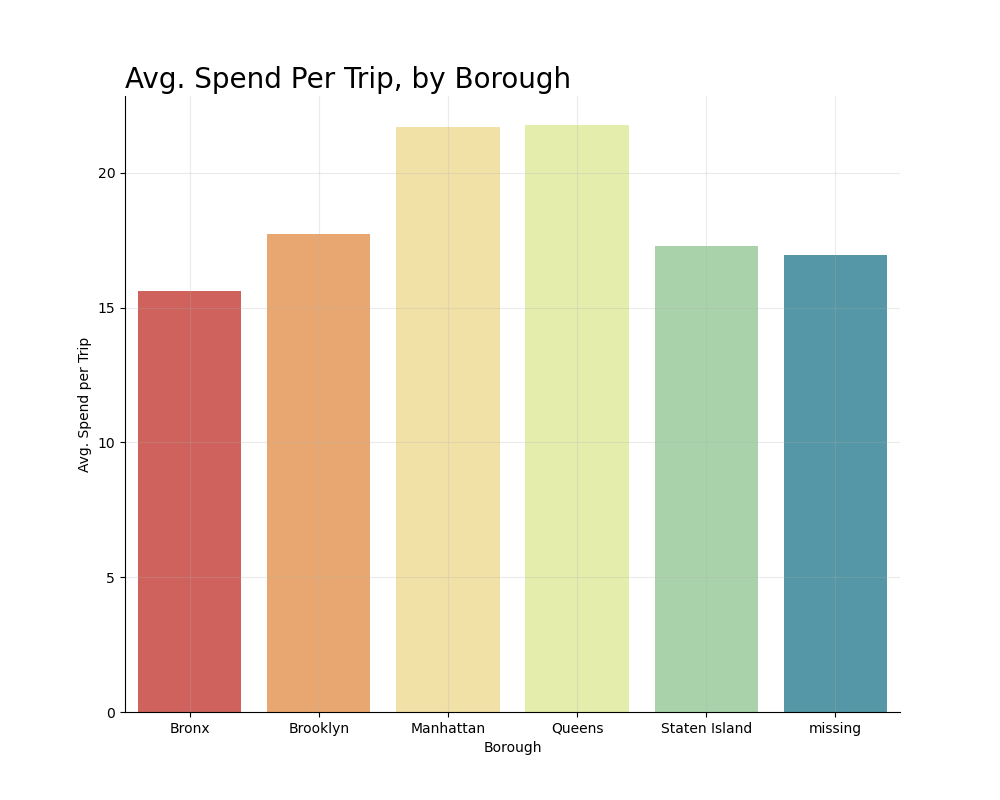 Avg. Spend Per Trip, by Borough
20
15
10
5
0
Avg. Spend per Trip
Bronx Brooklyn Manhattan Queens Staten Island missing
Borough